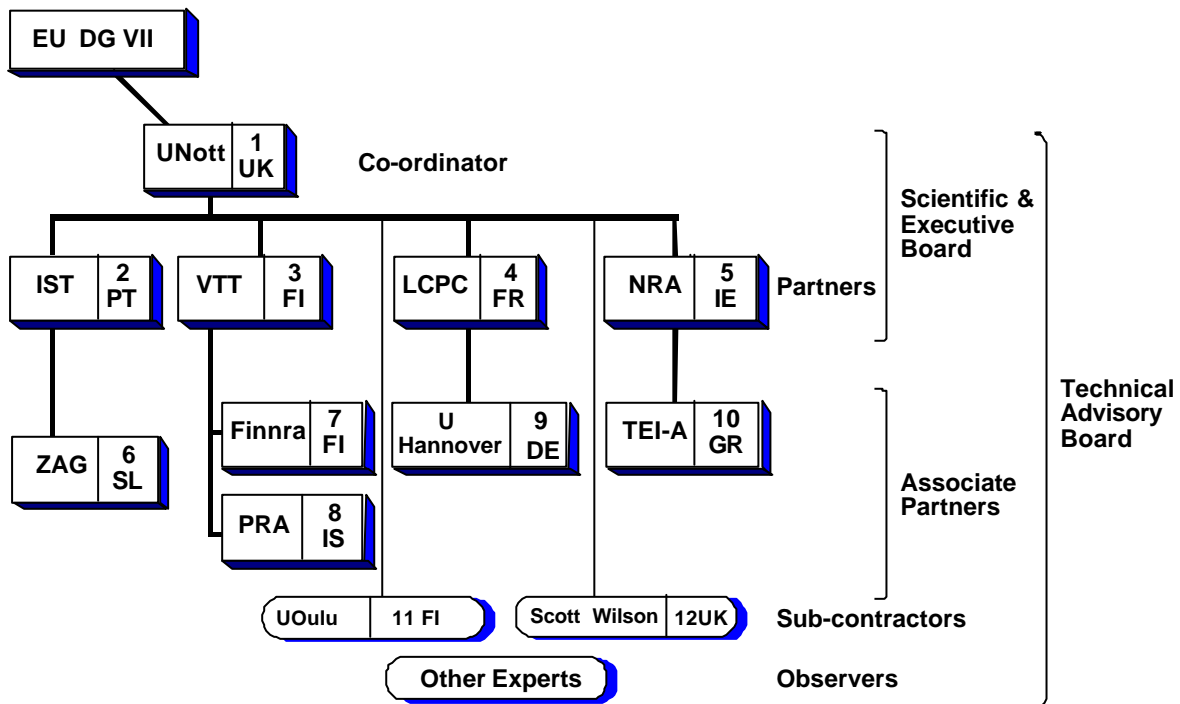 EU DG VII
UNott 1 UK
Co-ordinator
Scientific &
Executive
Board
IST 2 PT
VTT 3 FI
LCPC 4 FR
NRA 5 IE
Partners
Technical
Advisory
Board
Finnra 7 FI
U
Hannover
9 DE
TEI-A 10 GR
ZAG 6 SL
Associate
Partners
PRA 8 IS
UOulu 11 FI
Scott Wilson 12UK
Sub-contractors
Other Experts
Observers